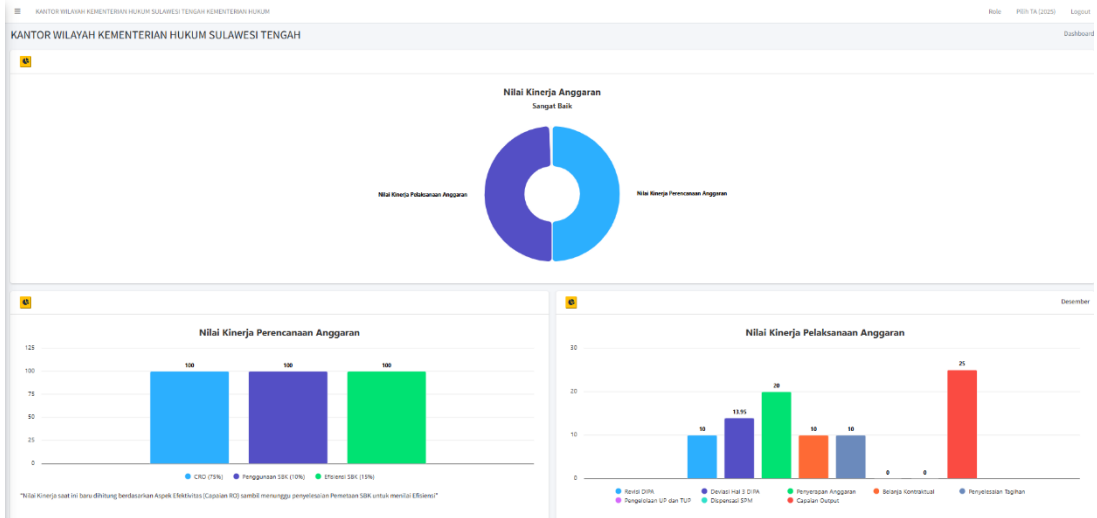 KANTOR WILAYAH KEMENTERIAN HUKUM SULAWESI TENGAH KEMENTERIAN HUKUM
Role
Pilih TA (2025)
Logout
KANTOR WILAYAH KEMENTERIAN HUKUM SULAWESI TENGAH
Dashboard
Nilai Kinerja Anggaran
Sangat Baik
Nilai Kinerja Pelaksanaan Anggaran
Nilai Kinerja Perencanaan Anggaran
Nilai Kinerja Perencanaan Anggaran
125
100
75
50
25
0
100
100
100
CRO (75%)
Penggunaan SBK (10%)
Efisiensi SBK (15%)
"Nilai Kinerja saat ini baru dihitung berdasarkan Aspek Efektivitas (Capaian RO) sambil menunggu penyelesaian Pemetaan SBK untuk menilai Efisiensi"
Desember
Nilai Kinerja Pelaksanaan Anggaran
30
20
10
0
10
13.95
20
10
10
0
0
25
Revisi DIPA
Deviasi Hal 3 DIPA
Penyerapan Anggaran
Belanja Kontraktual
Penyelesaian Tagihan
Pengelolaan UP dan TUP
Dispensasi SPM
Capaian Output